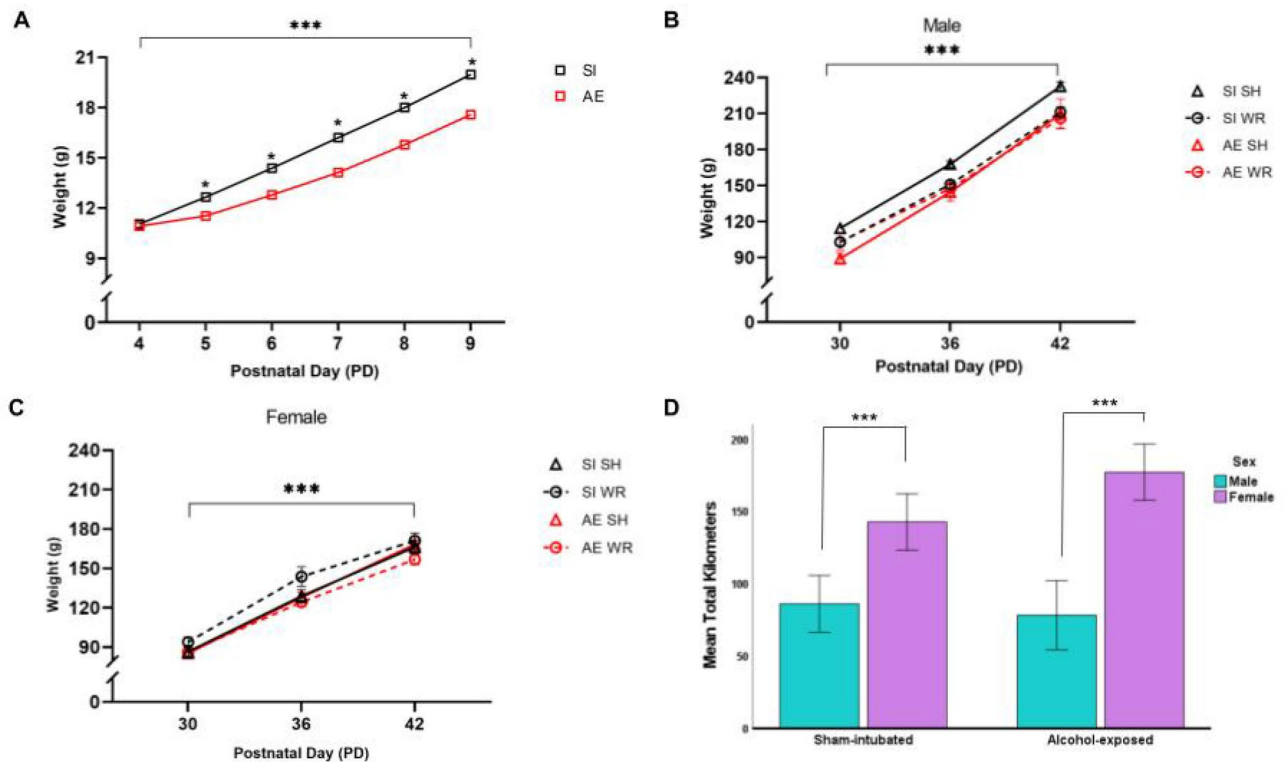 A
***
21
18
15
12
9
0
* * * * *
4 5 6 7 8 9
Weight (g)
Postnatal Day (PD)
SI
AE
B
Male
***
240
210
180
150
120
90
0
30 36 42
Weight (g)
Postnatal Day (PD)
SI SH
SI WR
AE SH
AE WR
C
Female
***
240
210
180
150
120
90
0
30 36 42
Weight (g)
Postnatal Day (PD)
SI SH
SI WR
AE SH
AE WR
D
*** ***
200
150
100
50
0
Mean Total Kilometers
Sham-intubated Alcohol-exposed
Sex
Male
Female